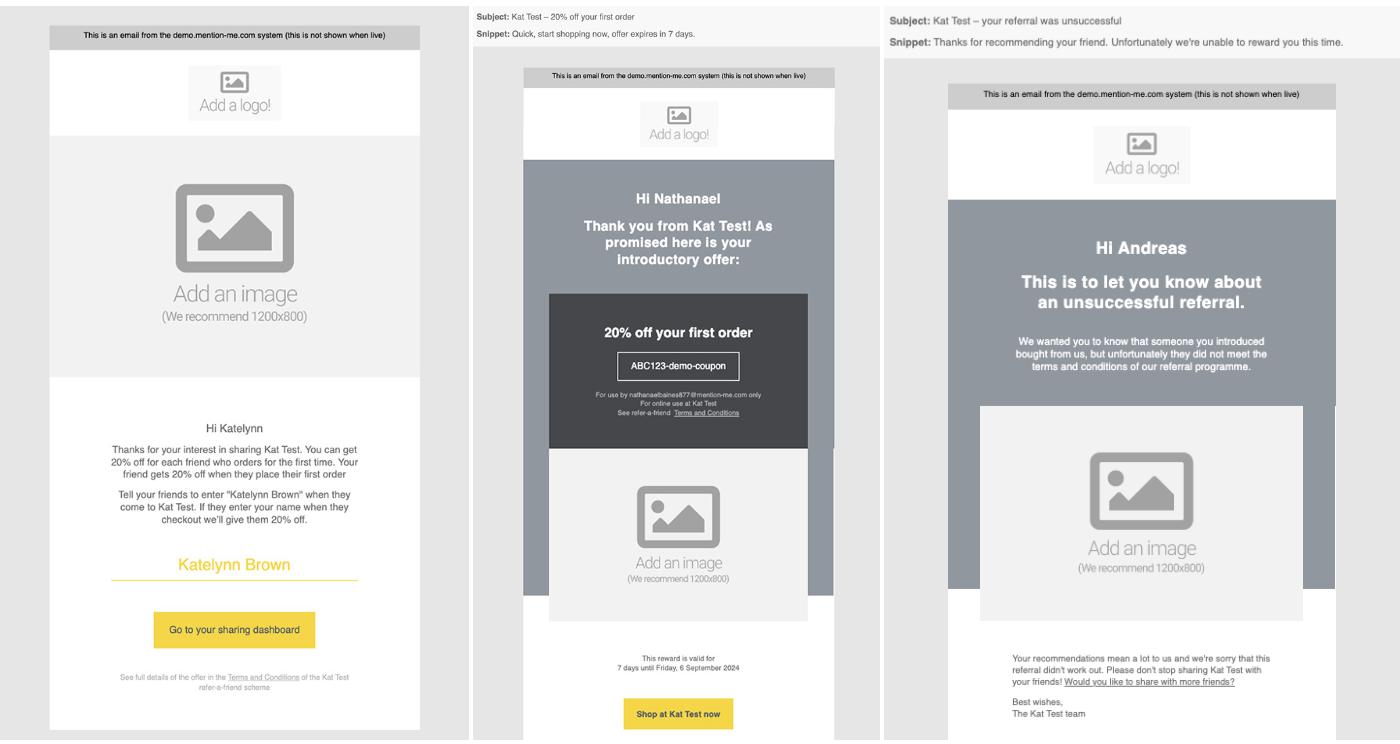 This is an email from the demo.mention-me.com system (this is not shown when live)
Add a logo!
Add an image
(We recommend 1200x800)
Hi Katelynn
Thanks for your interest in sharing Kat Test. You can get
20% off for each friend who orders for the first time. Your
friend gets 20% off when they place their first order
Tell your friends to enter "Katelynn Brown" when they
come to Kat Test. If they enter your name when they
checkout we'll give them 20% off.
Katelynn Brown
Go to your sharing dashboard
See full details of the offer in the Terms and Conditions of the Kat Test
refer-a-friend scheme
Subject: Kat Test – 20% off your first order
Snippet: Quick, start shopping now, offer expires in 7 days.
This is an email from the demo.mention-me.com system (this is not shown when live)
Add a logo!
Hi Nathanael
Thank you from Kat Test! As
promised here is your
introductory offer:
20% off your first order
ABC123-demo-coupon
For use by nathanaelbaines877@mention-me.com only
For online use at Kat Test
See refer-a-friend Terms and Conditions
Add an image
(We recommend 1200x800)
This reward is valid for
7 days until Friday, 6 September 2024
Shop at Kat Test now
Subject: Kat Test – your referral was unsuccessful
Snippet: Thanks for recommending your friend. Unfortunately we're unable to reward you this time.
This is an email from the demo.mention-me.com system (this is not shown when live)
Add a logo!
Hi Andreas
This is to let you know about
an unsuccessful referral.
We wanted you to know that someone you introduced
bought from us, but unfortunately they did not meet the
terms and conditions of our referral programme.
Add an image
(We recommend 1200x800)
Your recommendations mean a lot to us and we're sorry that this
referral didn't work out. Please don't stop sharing Kat Test with
your friends! Would you like to share with more friends?
Best wishes,
The Kat Test team